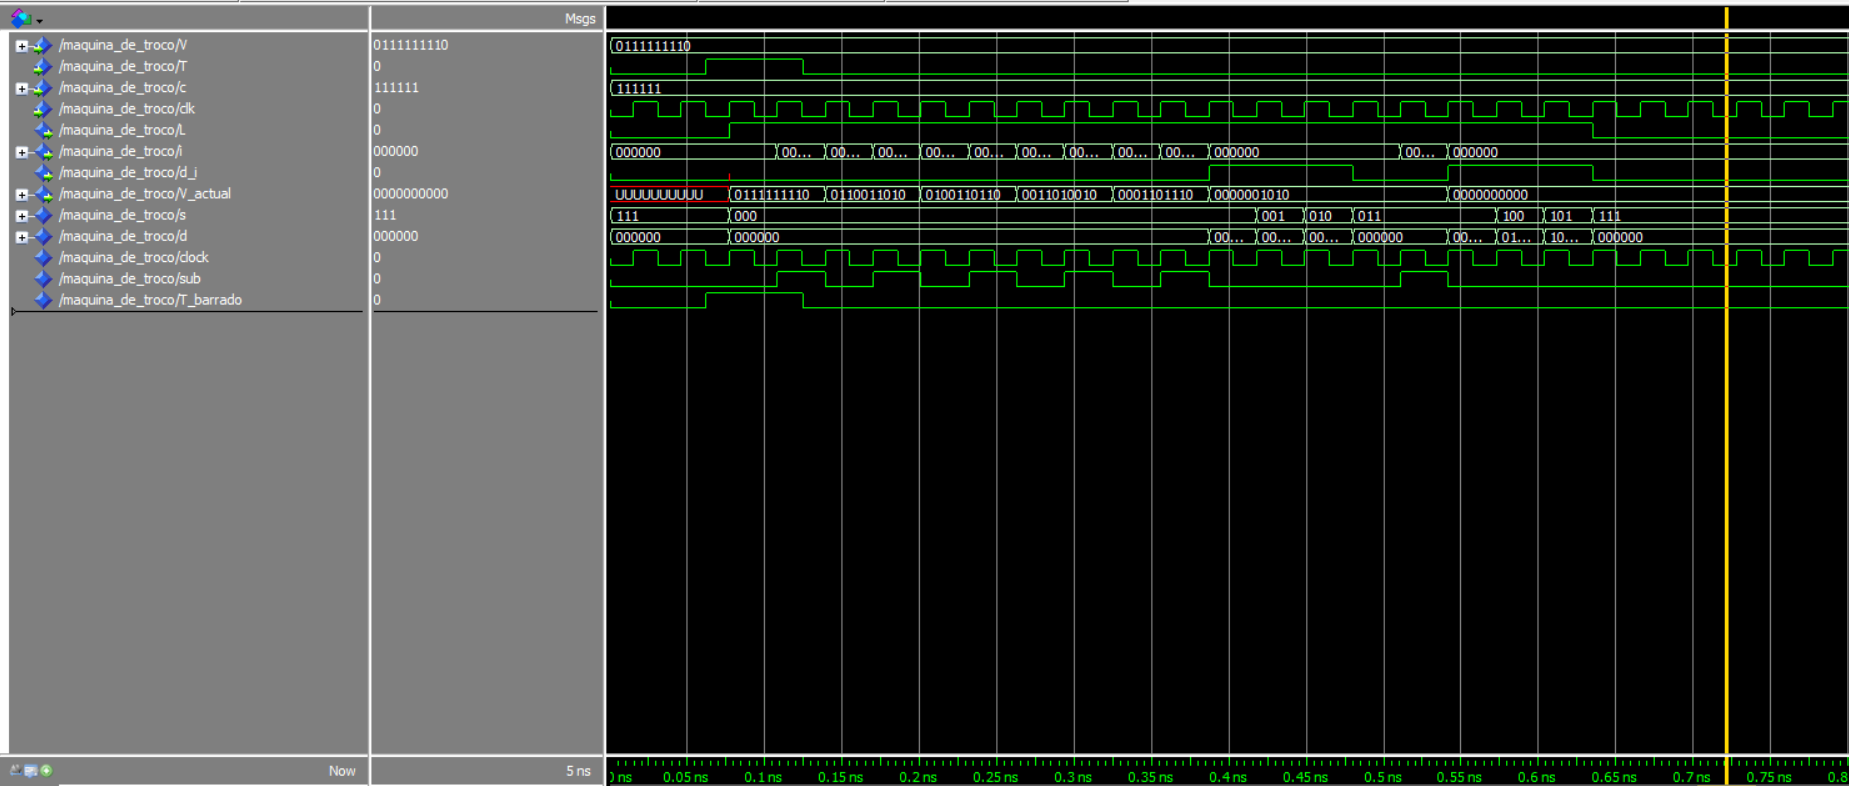 Msgs
/maquina_de_troco/V 0111111110 0111111110
/maquina_de_troco/T 0
/maquina_de_troco/c 111111 111111
/maquina_de_troco/clk 0
/maquina_de_troco/L 0
/maquina_de_troco/i 000000 000000 00... 00... 00... 00... 00... 00... 00... 00... 00... 000000 00... 000000
/maquina_de_troco/d_i 0
/maquina_de_troco/V_actual 0000000000 UUUUUUUUUU 0111111110 0110011010 0100110110 0011010010 0001101110 0000001010 0000000000
/maquina_de_troco/s 111 111 000 001 010 011 100 101 111
/maquina_de_troco/d 000000 000000 000000 00... 00... 00... 000000 00... 01... 10... 000000
/maquina_de_troco/clock 0
/maquina_de_troco/sub 0
/maquina_de_troco/T_barrado 0
Now 5 ns ns 0.05 ns 0.1 ns 0.15 ns 0.2 ns 0.25 ns 0.3 ns 0.35 ns 0.4 ns 0.45 ns 0.5 ns 0.55 ns 0.6 ns 0.65 ns 0.7 ns 0.75 ns 0.8